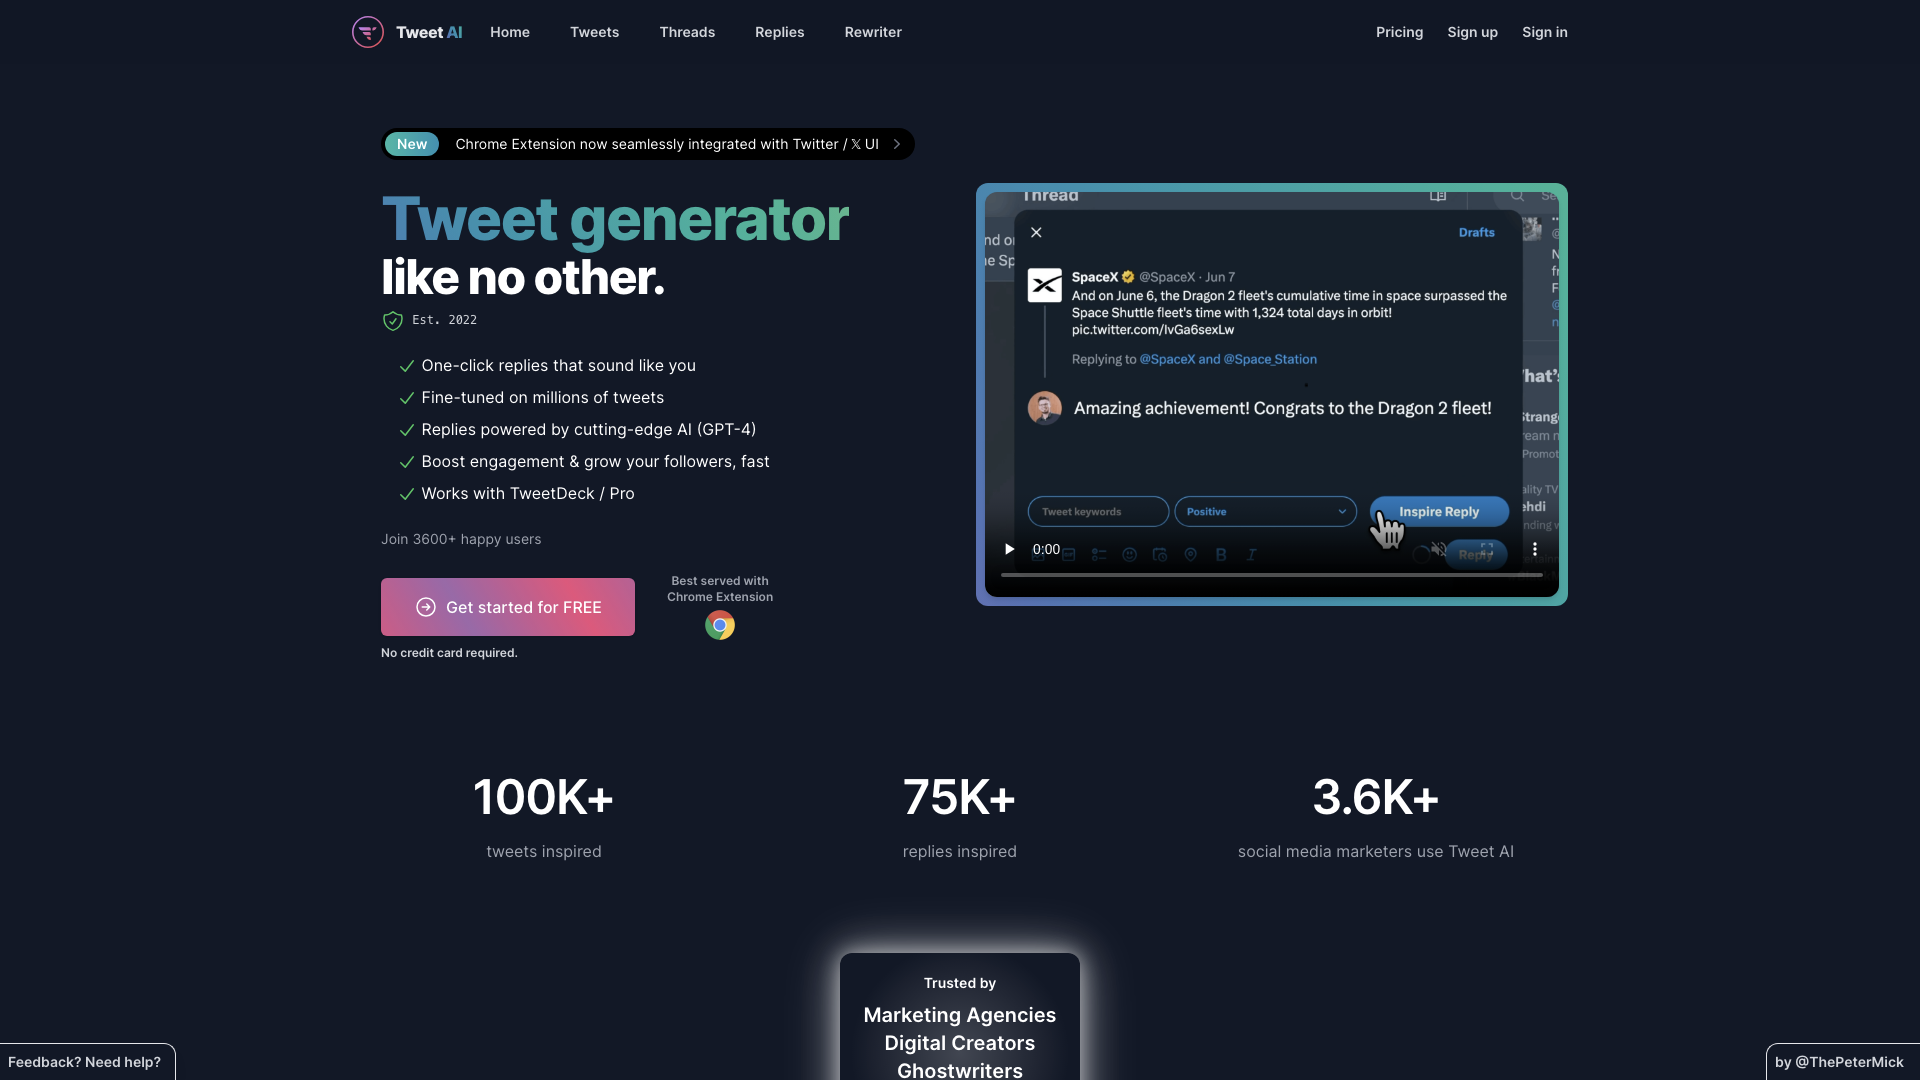 Tweet AI
Home
Tweets
Threads
Replies
Rewriter
Pricing
Sign up
Sign in
New
Chrome Extension now seamlessly integrated with Twitter / 𝕏 UI
Tweet generator
like no other.
Est. 2022
One-click replies that sound like you
Fine-tuned on millions of tweets
Replies powered by cutting-edge AI (GPT-4)
Boost engagement & grow your followers, fast
Works with TweetDeck / Pro
Join 3600+ happy users
Get started for FREE
No credit card required.
Best served with
Chrome Extension
Thread
Drafts
SpaceX @SpaceX · Jun 7
And on June 6, the Dragon 2 fleet's cumulative time in space surpassed the
Space Shuttle fleet's time with 1,324 total days in orbit!
pic.twitter.com/IvGa6sexLw
Replying to @SpaceX and @Space_Station
Amazing achievement! Congrats to the Dragon 2 fleet!
Tweet keywords
Positive
Inspire Reply
0:00
Reply
100K+
tweets inspired
75K+
replies inspired
3.6K+
social media marketers use Tweet AI
Trusted by
Marketing Agencies
Digital Creators
Ghostwriters
Feedback? Need help?
by @ThePeterMick